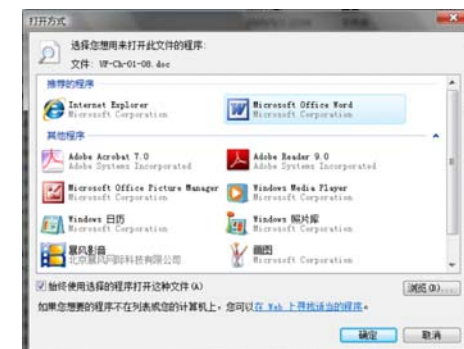 打开方式
选择您想用来打开此文件的程序:
文件: VF-Ch-01-08.doc
推荐的程序
Internet Explorer
Microsoft Corporation
Microsoft Office Word
Microsoft Corporation
其他程序
Adobe Acrobat 7.0
Adobe Systems Incorporated
Adobe Reader 9.0
Adobe Systems Incorporated
Microsoft Office Picture Manager
Microsoft Corporation
Windows Media Player
Microsoft Corporation
Windows 日历
Microsoft Corporation
Windows 照片库
Microsoft Corporation
暴风影音
北京暴风网际科技有限公司
画图
Microsoft Corporation
始终使用选择的程序打开这种文件(A)
浏览(B)...
如果您想要的程序不在列表或您的计算机上,您可以在 Web 上寻找适当的程序。
确定
取消